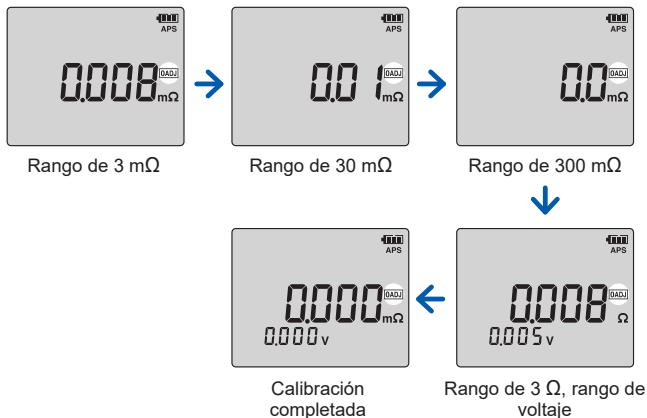 APS
0.008 0ADJ
mΩ
Rango de 3 mΩ
APS
0.01 0ADJ
mΩ
Rango de 30 mΩ
APS
0.0 0ADJ
mΩ
Rango de 300 mΩ
APS
0.008 0ADJ
Ω
0.005 v
Rango de 3 Ω, rango de
voltaje
APS
0.000 0ADJ
mΩ
0.000 v
Calibración
completada